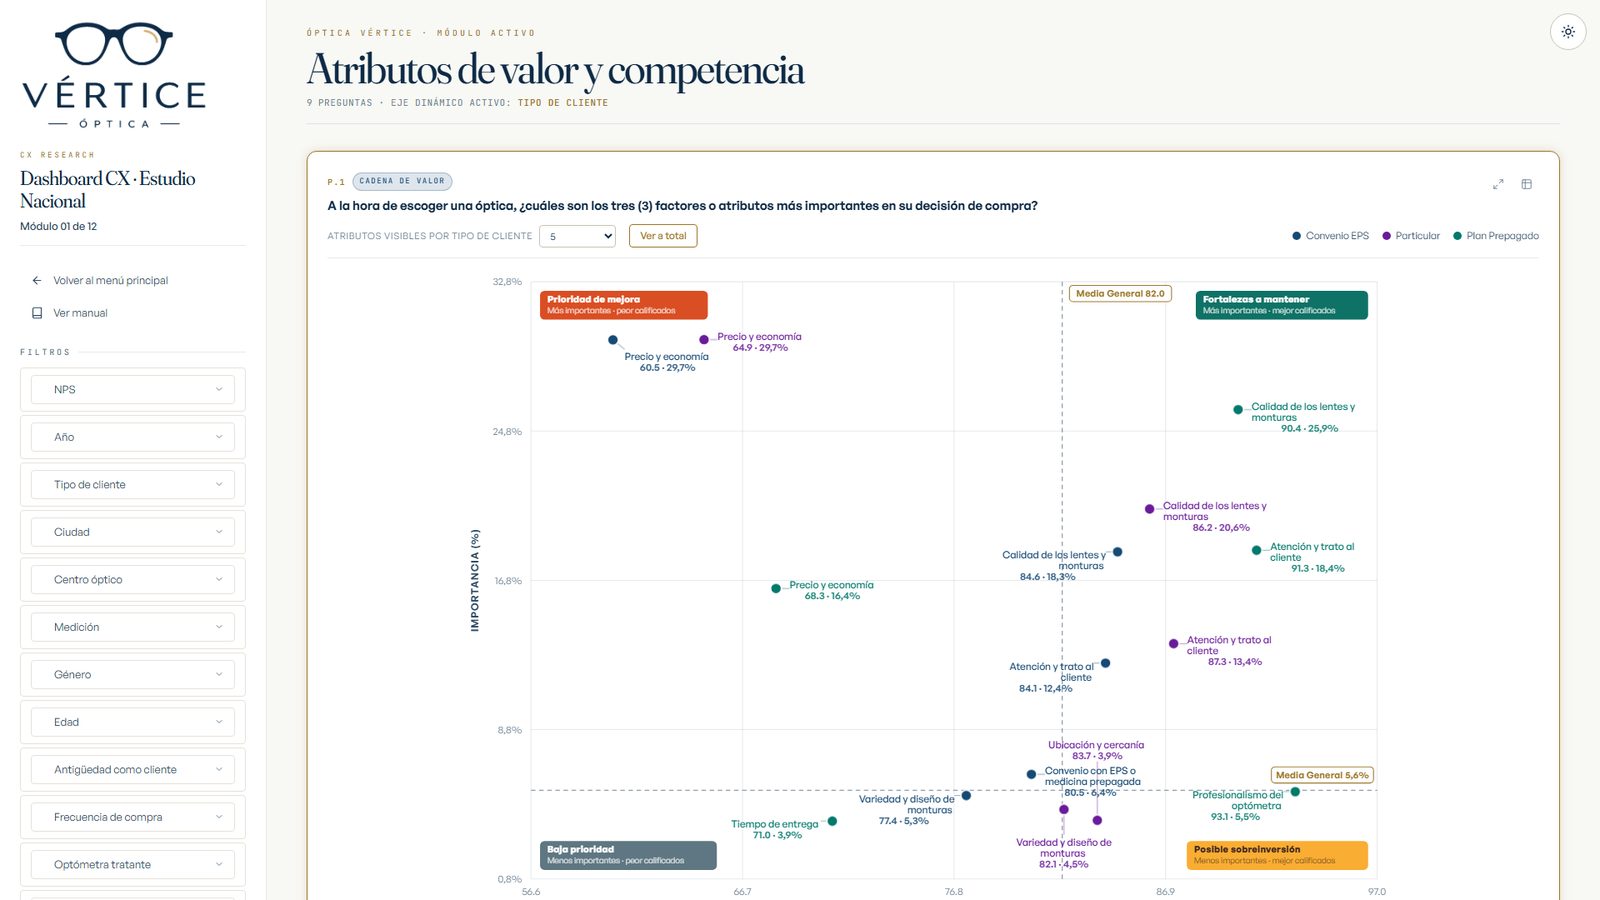 VÉRTICE
ÓPTICA
CX RESEARCH
Dashboard CX · Estudio
Nacional
Módulo 01 de 12
Volver al menú principal
Ver manual
FILTROS
NPS
Año
Tipo de cliente
Ciudad
Centro óptico
Medición
Género
Edad
Antigüedad como cliente
Frecuencia de compra
Optómetra tratante
ÓPTICA VÉRTICE · MÓDULO ACTIVO
Atributos de valor y competencia
9 PREGUNTAS · EJE DINÁMICO ACTIVO: TIPO DE CLIENTE
P.1 CADENA DE VALOR
A la hora de escoger una óptica, ¿cuáles son los tres (3) factores o atributos más importantes en su decisión de compra?
ATRIBUTOS VISIBLES POR TIPO DE CLIENTE 5 Ver a total
Convenio EPS Particular Plan Prepagado
32,8%
Prioridad de mejora
Más importantes · peor calificados
Media General 82.0
Fortalezas a mantener
Más importantes · mejor calificados
Precio y economía
64.9 · 29,7%
Precio y economía
60.5 · 29,7%
Calidad de los lentes y
monturas
90.4 · 25,9%
24,8%
Calidad de los lentes y
monturas
86.2 · 20,6%
Calidad de los lentes y
monturas
84.6 · 18,3%
Atención y trato al
cliente
91.3 · 18,4%
IMPORTANCIA (%)
16,8%
Precio y economía
68.3 · 16,4%
Atención y trato al
cliente
87.3 · 13,4%
Atención y trato al
cliente
84.1 · 12,4%
8,8%
Ubicación y cercanía
83.7 · 3,9%
Convenio con EPS o
medicina prepagada
80.5 · 6,4%
Media General 5,6%
Variedad y diseño de
monturas
77.4 · 5,3%
Profesionalismo del
optómetra
93.1 · 5,5%
Tiempo de entrega
71.0 · 3,9%
Variedad y diseño de
monturas
82.1 · 4,5%
Baja prioridad
Menos importantes · peor calificados
Posible sobreinversión
Menos importantes · mejor calificados
0,8%
56.6 66.7 76.8 86.9 97.0